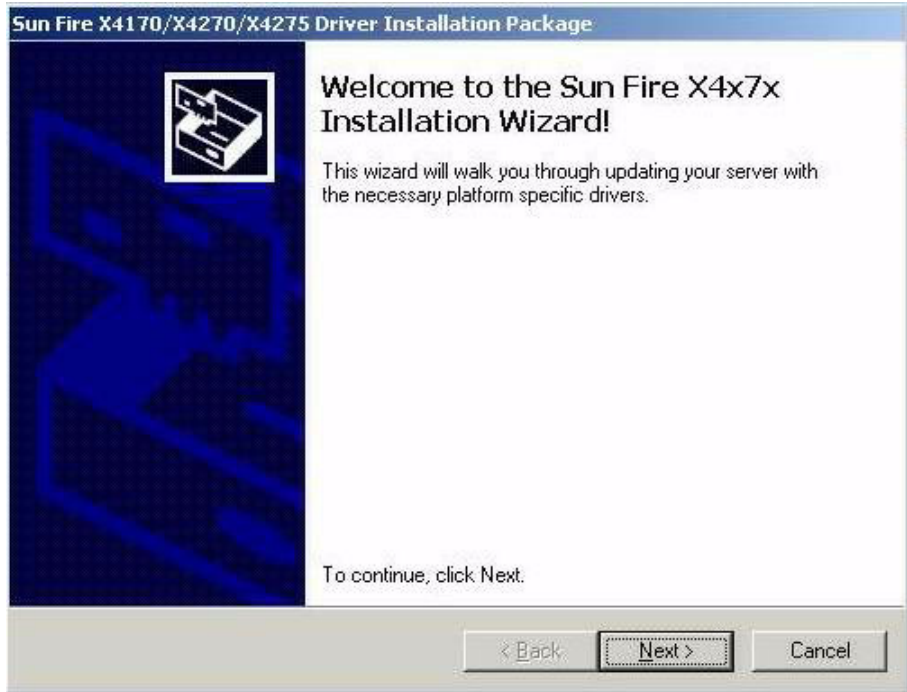 Sun Fire X4170/X4270/X4275 Driver Installation Package
Welcome to the Sun Fire X4x7x
Installation Wizard!
This wizard will walk you through updating your server with
the necessary platform specific drivers.
To continue, click Next.
< Back
Next >
Cancel